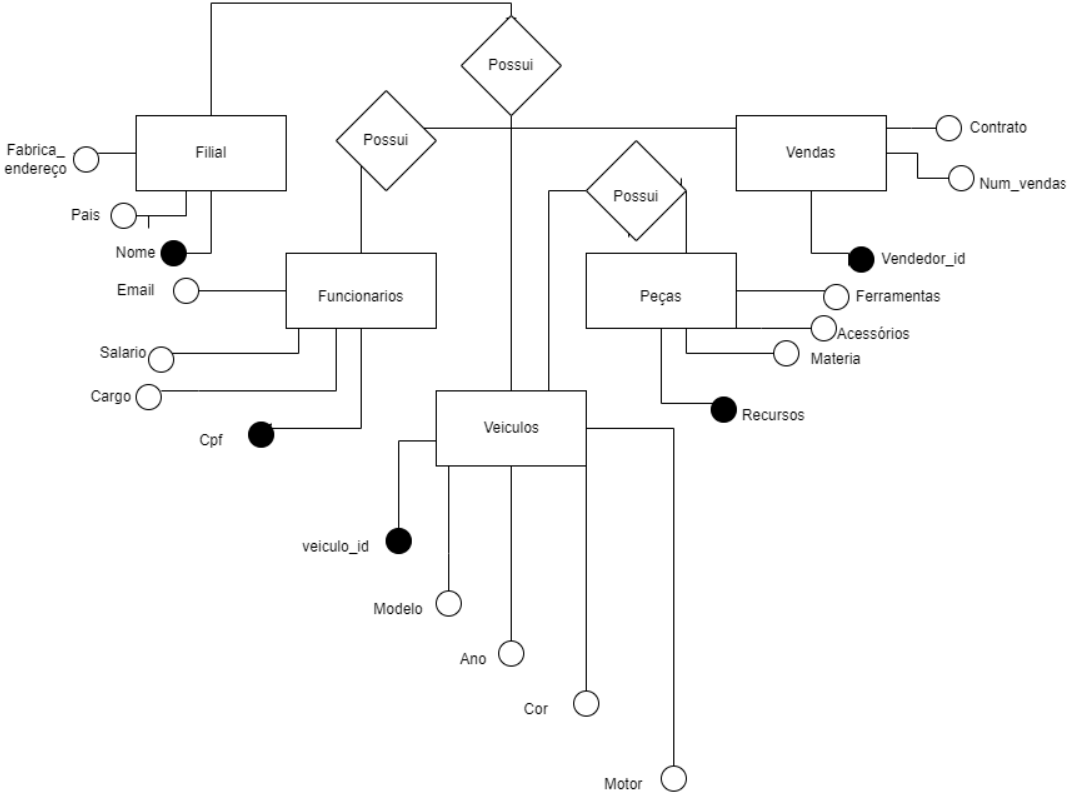 Possui
Possui
Filial
Vendas
Contrato
Fabrica_
endereço
Num_vendas
Possui
Pais
Nome
Vendedor_id
Email
Funcionarios
Peças
Ferramentas
Acessórios
Salario
Materia
Cargo
Recursos
Cpf
Veiculos
veiculo_id
Modelo
Ano
Cor
Motor